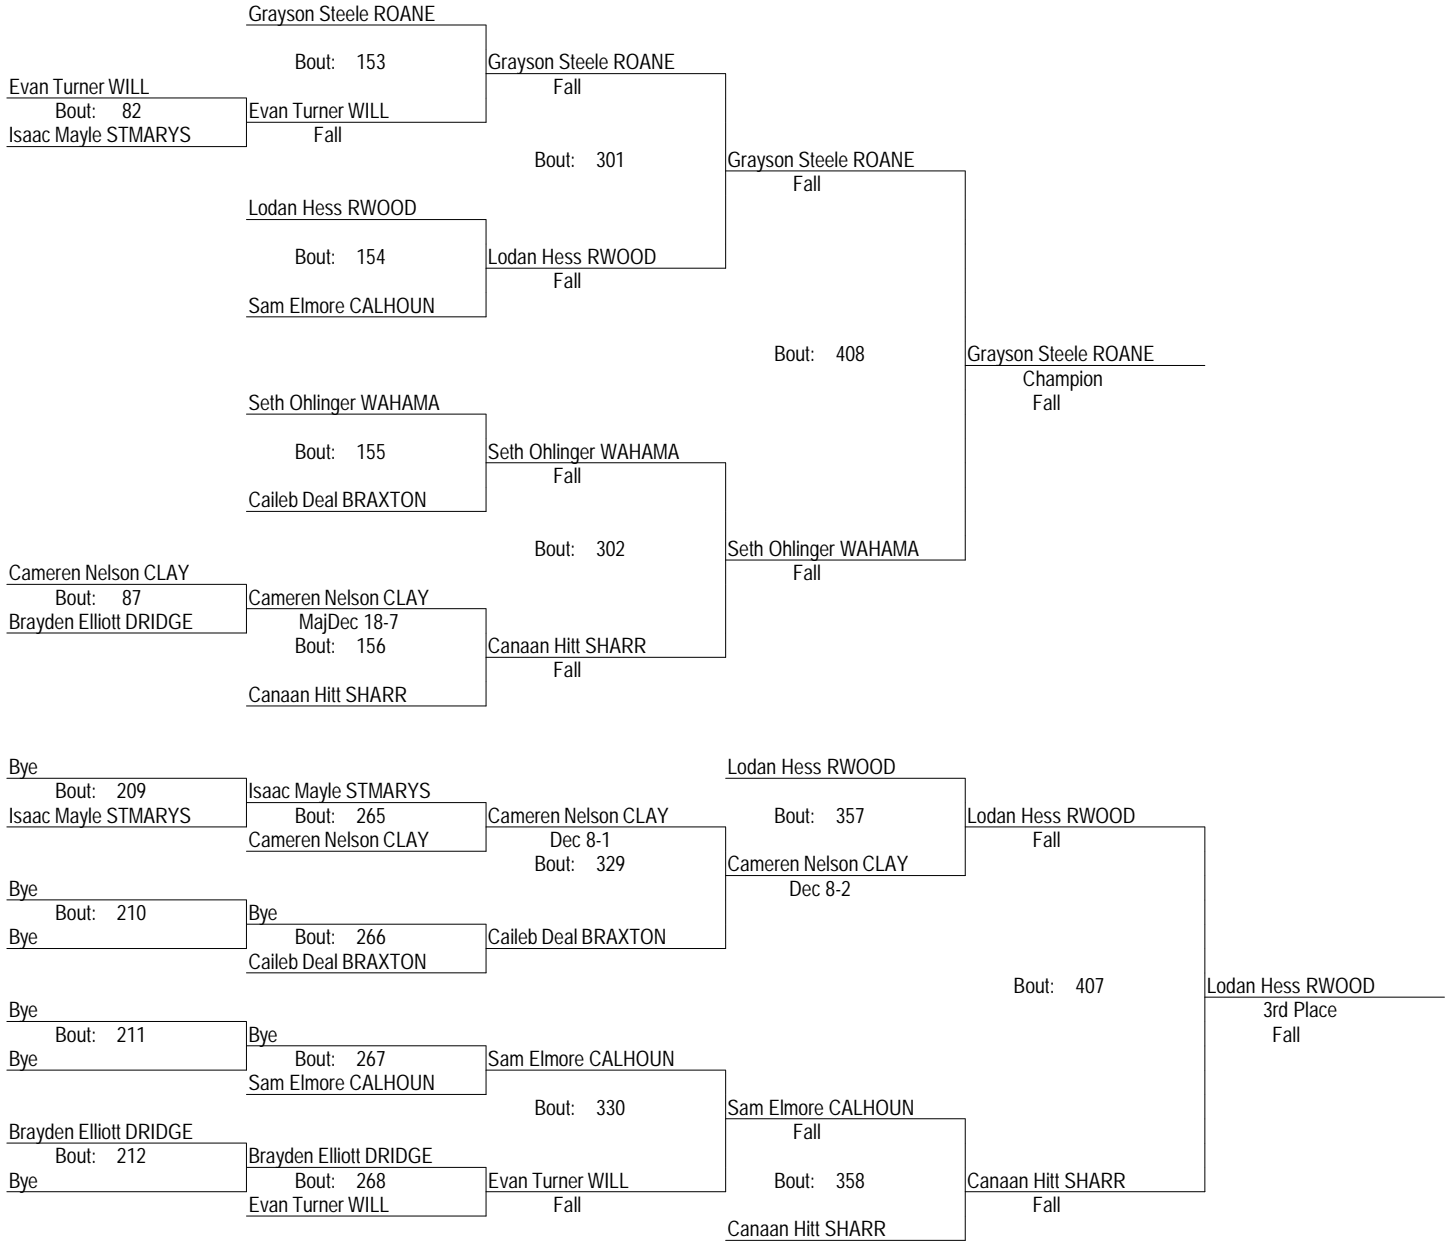 Grayson Steele ROANE
Bout: 153 Grayson Steele ROANE
Evan Turner WILL Fall
Bout: 82 Evan Turner WILL
Isaac Mayle STMARYS Fall
Bout: 301 Grayson Steele ROANE
Fall
Lodan Hess RWOOD
Bout: 154 Lodan Hess RWOOD
Fall
Sam Elmore CALHOUN
Bout: 408 Grayson Steele ROANE
Champion
Seth Ohlinger WAHAMA Fall
Bout: 155 Seth Ohlinger WAHAMA
Fall
Caileb Deal BRAXTON
Bout: 302 Seth Ohlinger WAHAMA
Cameren Nelson CLAY Fall
Bout: 87 Cameren Nelson CLAY
Brayden Elliott DRIDGE MajDec 18-7
Bout: 156 Canaan Hitt SHARR
Fall
Canaan Hitt SHARR
Bye Lodan Hess RWOOD
Bout: 209 Isaac Mayle STMARYS
Isaac Mayle STMARYS Bout: 265 Cameren Nelson CLAY Bout: 357 Lodan Hess RWOOD
Cameren Nelson CLAY Dec 8-1 Fall
Bout: 329 Cameren Nelson CLAY
Bye Dec 8-2
Bout: 210 Bye
Bye Bout: 266 Caileb Deal BRAXTON
Caileb Deal BRAXTON
Bout: 407 Lodan Hess RWOOD
Bye 3rd Place
Bout: 211 Bye Fall
Bye Bout: 267 Sam Elmore CALHOUN
Sam Elmore CALHOUN
Bout: 330 Sam Elmore CALHOUN
Brayden Elliott DRIDGE Fall
Bout: 212 Brayden Elliott DRIDGE
Bye Bout: 268 Evan Turner WILL Bout: 358 Canaan Hitt SHARR
Evan Turner WILL Fall Fall
Canaan Hitt SHARR